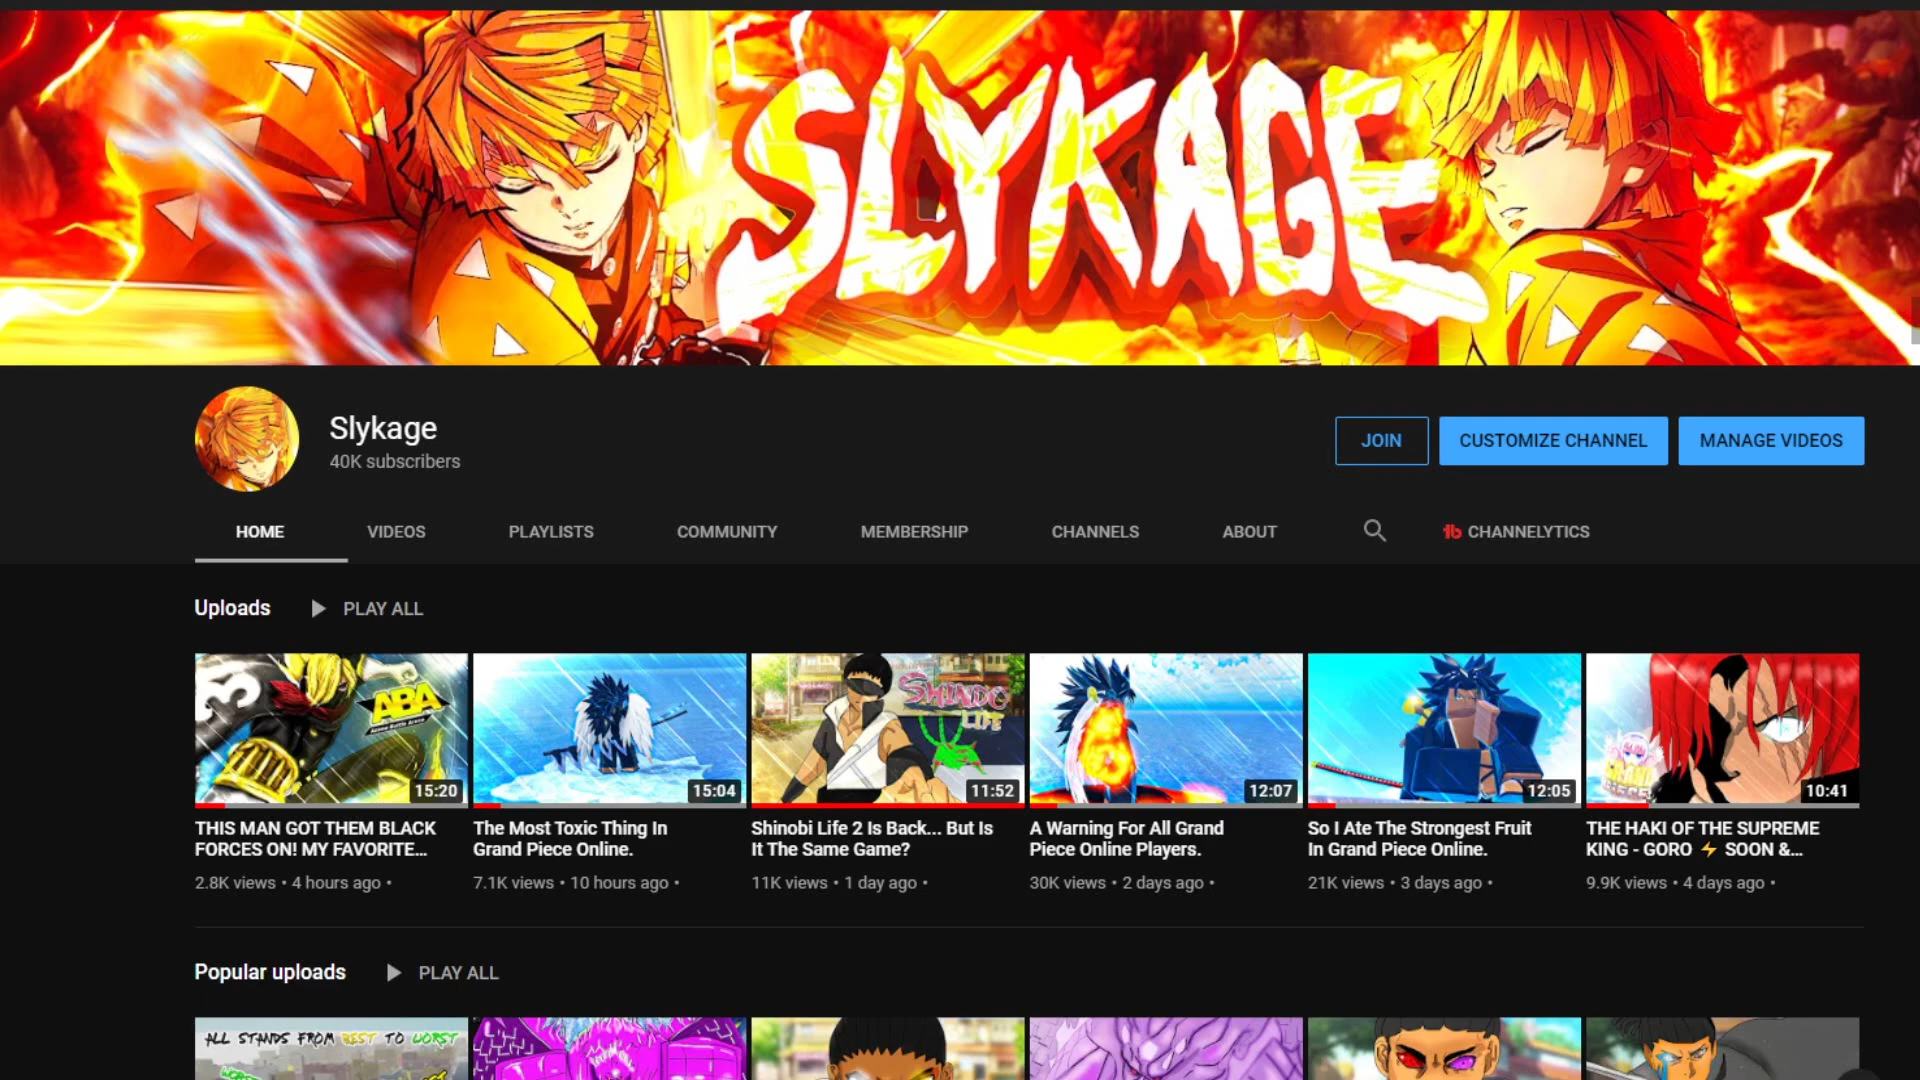 SLYKAGE
Slykage
40K subscribers
JOIN
CUSTOMIZE CHANNEL
MANAGE VIDEOS
HOME
VIDEOS
PLAYLISTS
COMMUNITY
MEMBERSHIP
CHANNELS
ABOUT
CHANNELYTICS
Uploads
PLAY ALL
ABA
15:20
15:04
SHINDO
LIFE
11:52
12:07
12:05
GRAND
PIECE
10:41
THIS MAN GOT THEM BLACK
FORCES ON! MY FAVORITE...
2.8K views • 4 hours ago •
The Most Toxic Thing In
Grand Piece Online.
7.1K views • 10 hours ago •
Shinobi Life 2 Is Back... But Is
It The Same Game?
11K views • 1 day ago •
A Warning For All Grand
Piece Online Players.
30K views • 2 days ago •
So I Ate The Strongest Fruit
In Grand Piece Online.
21K views • 3 days ago •
THE HAKI OF THE SUPREME
KING - GORO ⚡ SOON &...
9.9K views • 4 days ago •
Popular uploads
PLAY ALL
ALL STANDS FROM BEST TO WORST